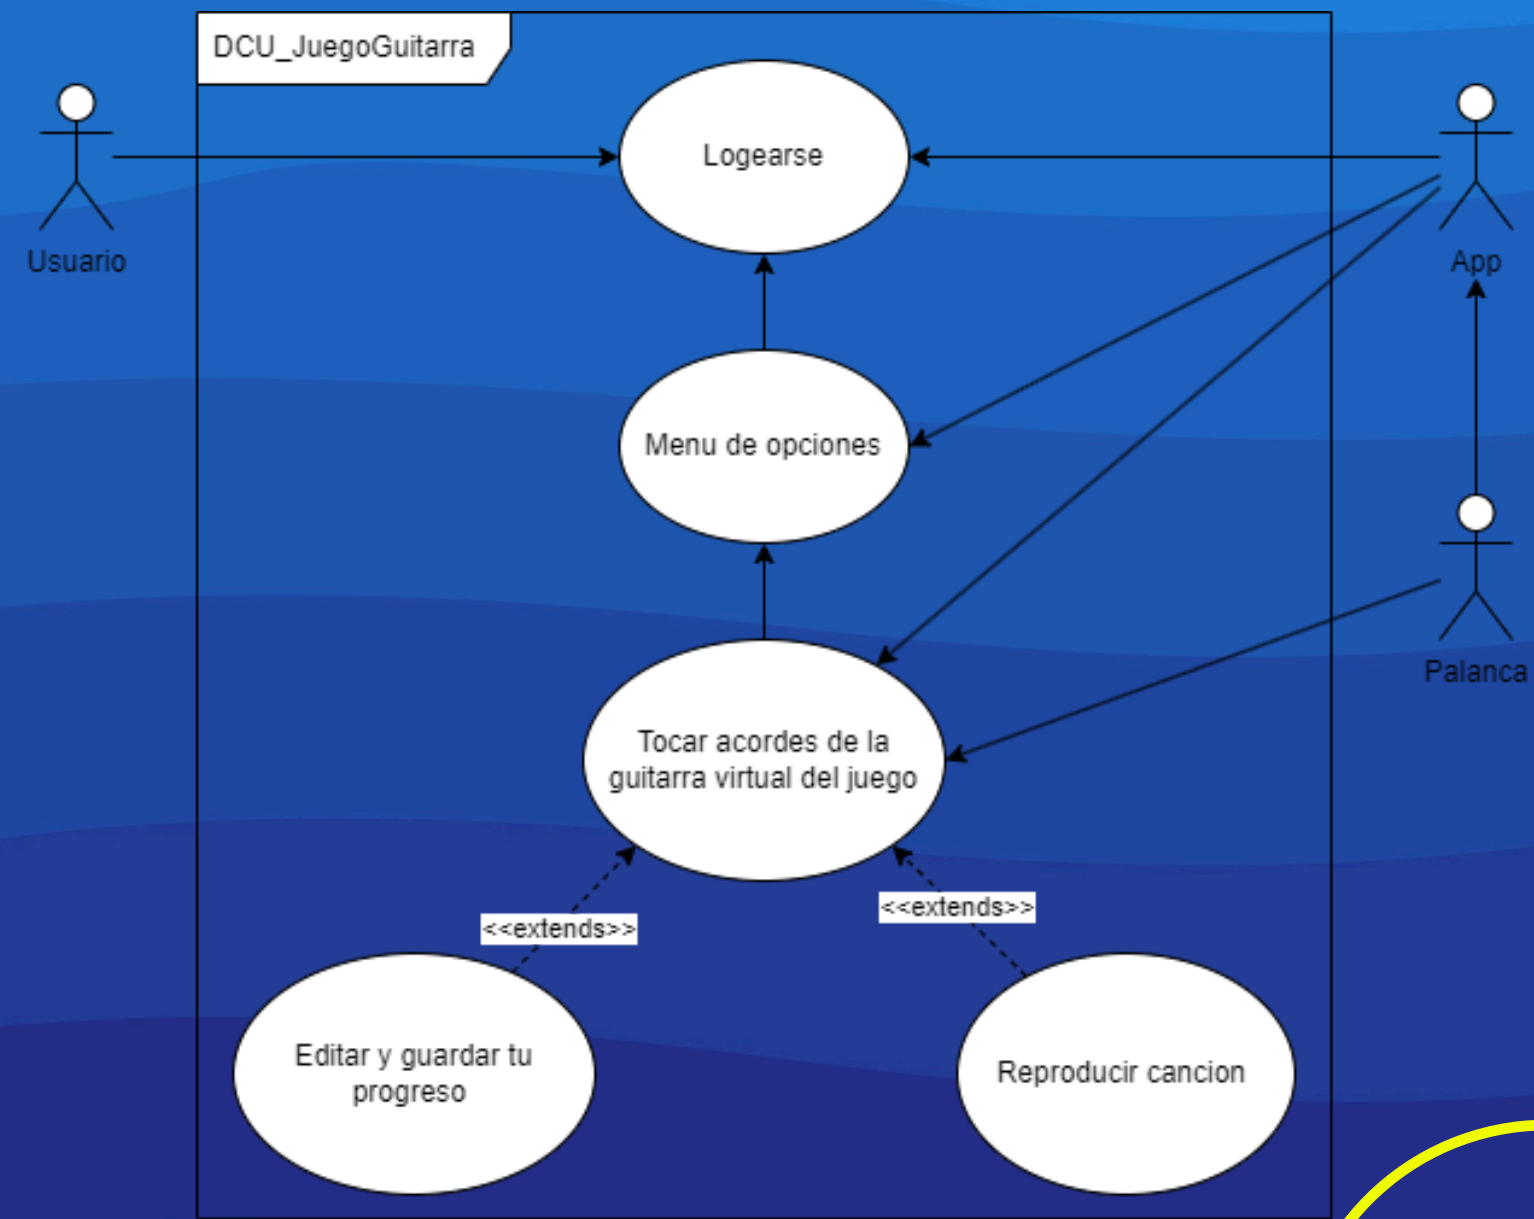 DCU_JuegoGuitarra
Logearse
Usuario
App
Menu de opciones
Palanca
Tocar acordes de la
guitarra virtual del juego
<<extends>>
<<extends>>
Editar y guardar tu
progreso
Reproducir cancion